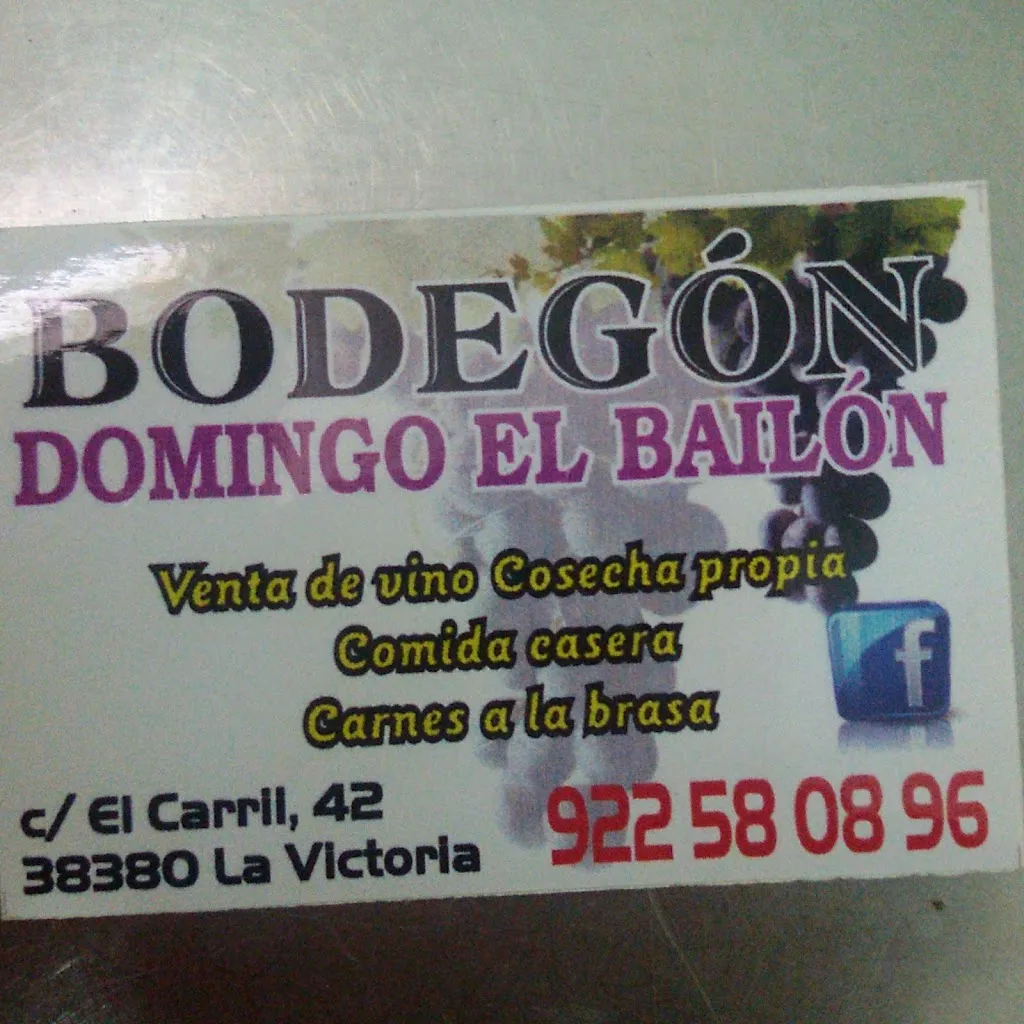 BODEGÓN
DOMINGO EL BAILÓN
Venta de vino Cosecha propia
Comida casera
Carnes a la brasa
f
c/ El Carril, 42
38380 La Victoria
922 58 08 96